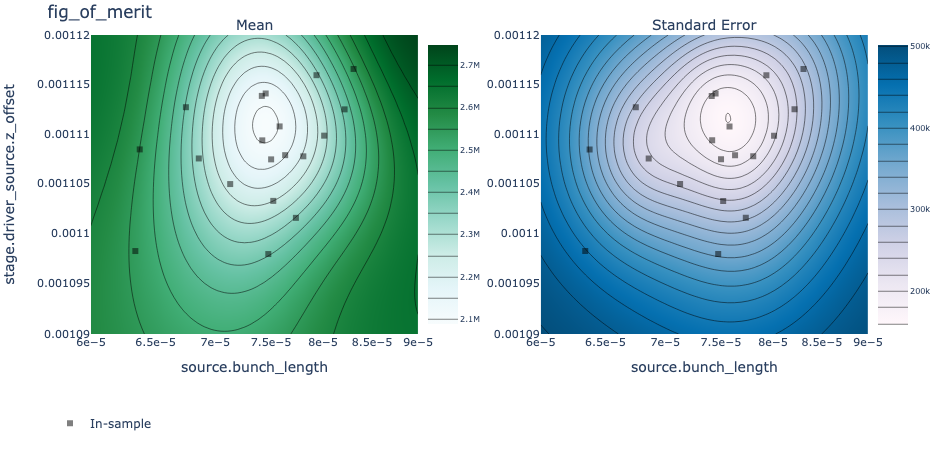 fig_of_merit
Mean
Standard Error
stage.driver_source.z_offset
0.00112
0.001115
0.00111
0.001105
0.0011
0.001095
0.00109
6e−5
6.5e−5
7e−5
7.5e−5
8e−5
8.5e−5
9e−5
source.bunch_length
2.7M
2.6M
2.5M
2.4M
2.3M
2.2M
2.1M
0.00112
0.001115
0.00111
0.001105
0.0011
0.001095
0.00109
6e−5
6.5e−5
7e−5
7.5e−5
8e−5
8.5e−5
9e−5
source.bunch_length
500k
400k
300k
200k
In-sample